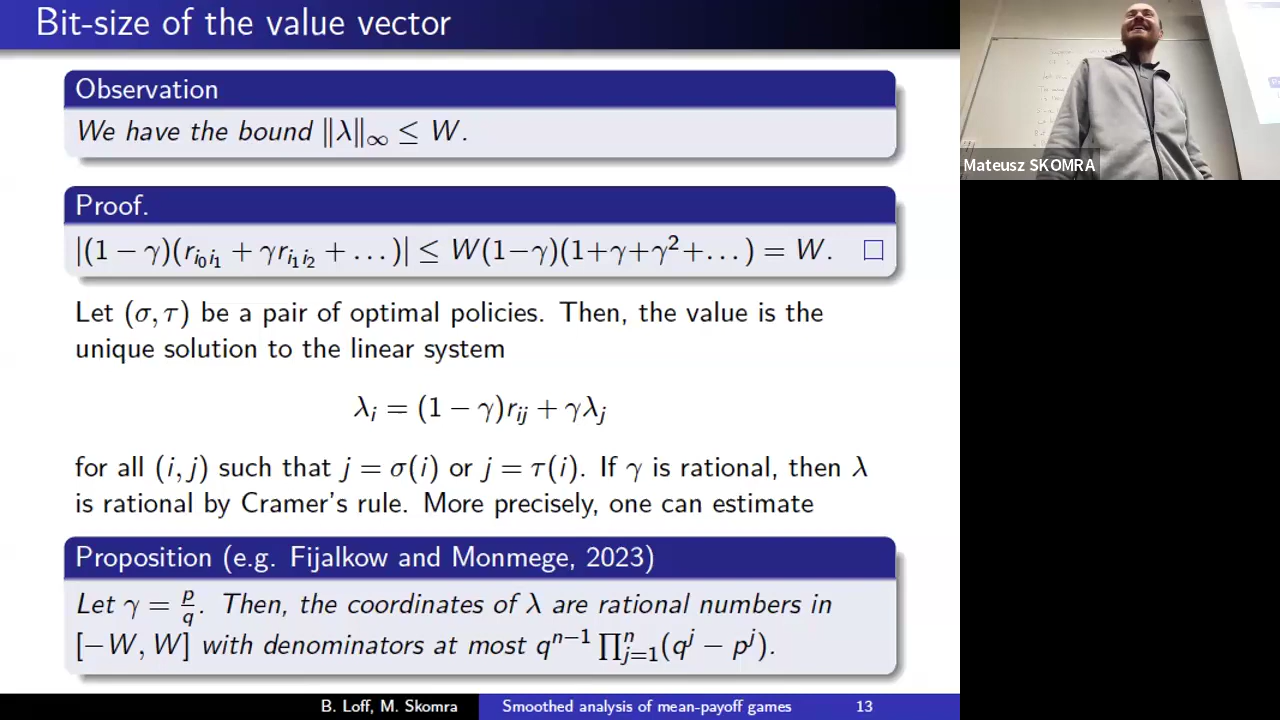 Bit-size of the value vector
Observation
We have the bound ‖λ‖∞ ≤ W.
Proof.
|(1 − γ)(r_{i₀i₁} + γr_{i₁i₂} + …)| ≤ W(1−γ)(1+γ+γ²+…) = W. □
Let (σ, τ) be a pair of optimal policies. Then, the value is the
unique solution to the linear system
λ_i = (1 − γ)r_{ij} + γλ_j
for all (i, j) such that j = σ(i) or j = τ(i). If γ is rational, then λ
is rational by Cramer's rule. More precisely, one can estimate
Proposition (e.g. Fijalkow and Monmege, 2023)
Let γ = p/q. Then, the coordinates of λ are rational numbers in
[−W, W] with denominators at most q^{n−1} ∏_{j=1}^{n}(q^j − p^j).
B. Loff, M. Skomra Smoothed analysis of mean-payoff games 13
Mateusz SKOMRA